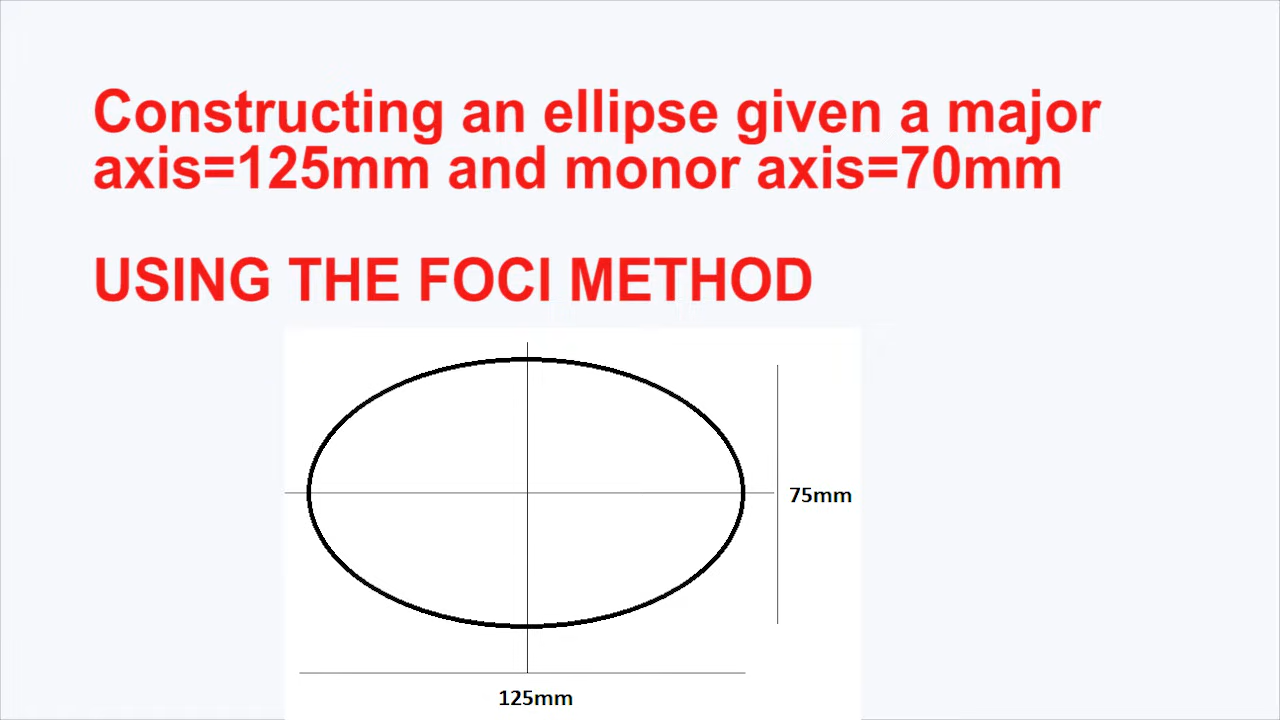 Constructing an ellipse given a major
axis=125mm and monor axis=70mm
USING THE FOCI METHOD
75mm
125mm